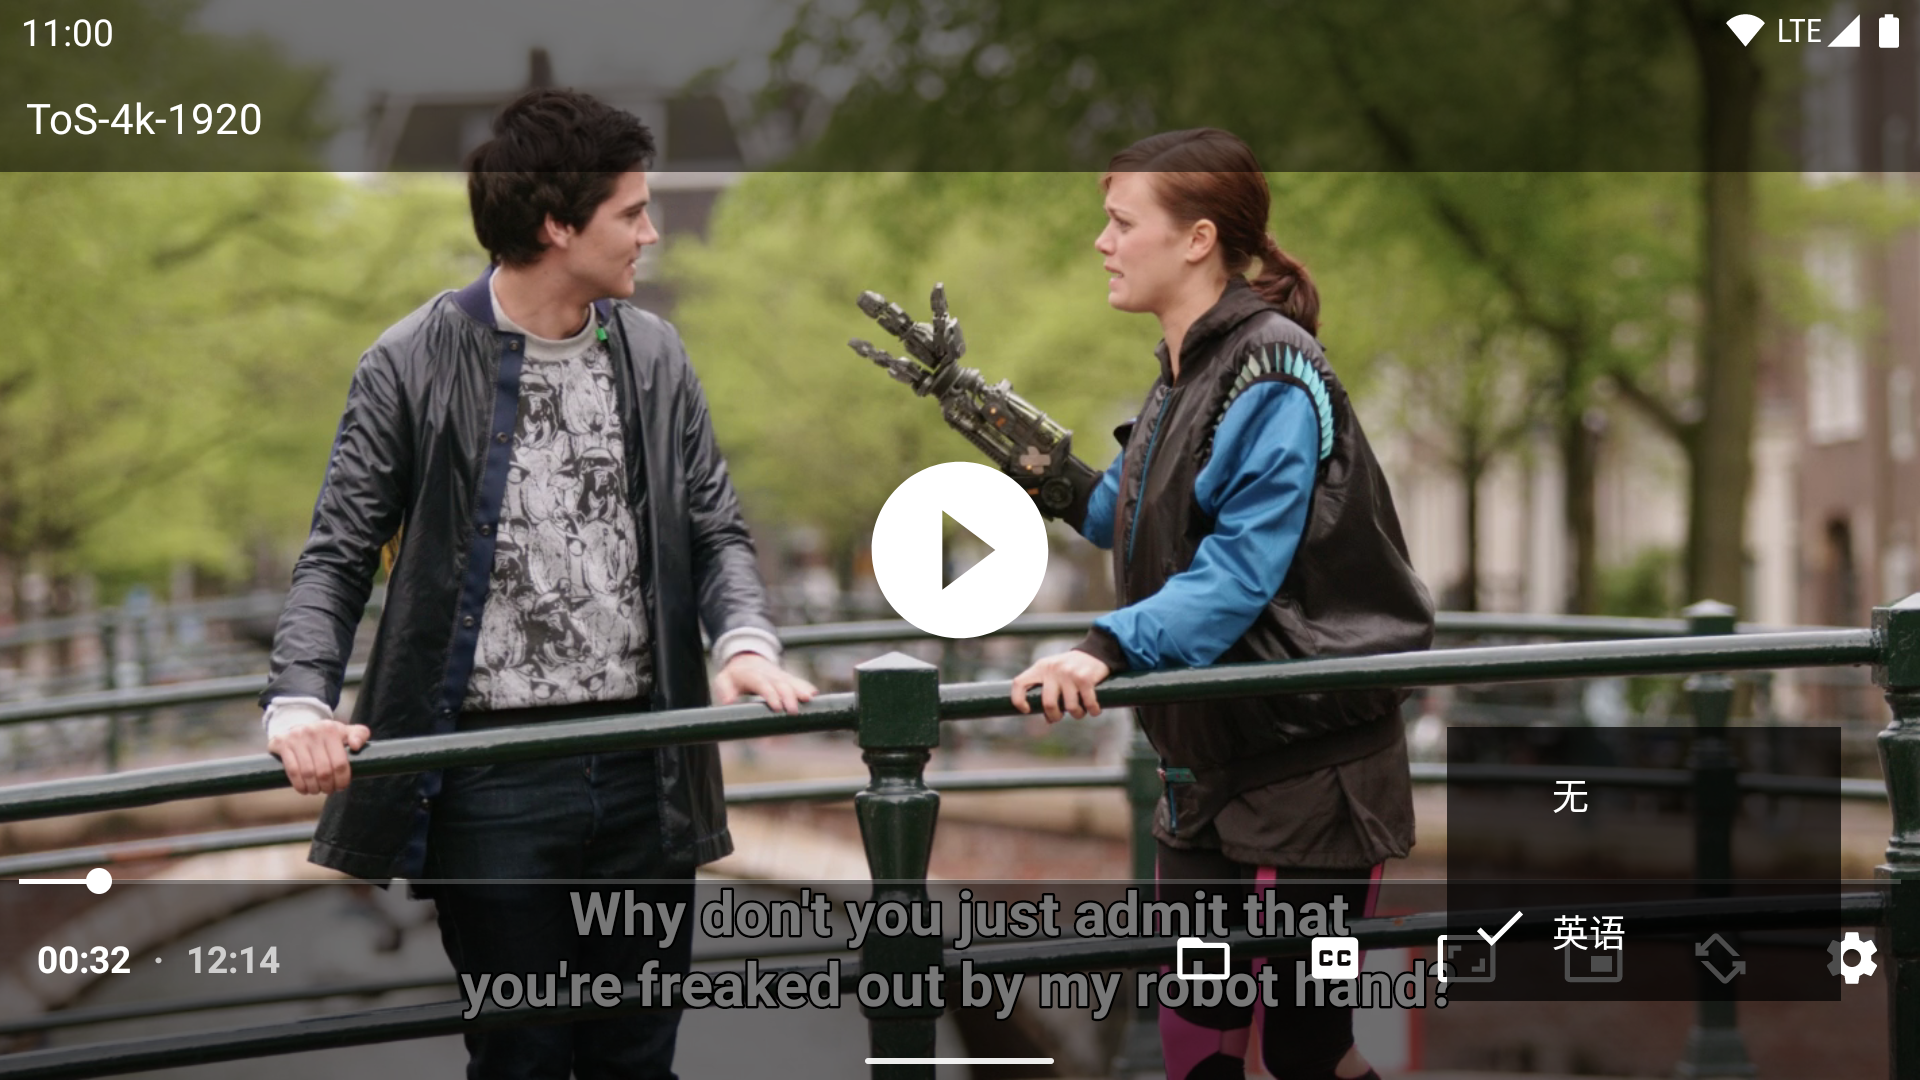 11:00
LTE
ToS-4k-1920
无
Why don't you just admit that
英语
00:32 · 12:14
CC
you're freaked out by my robot hand?